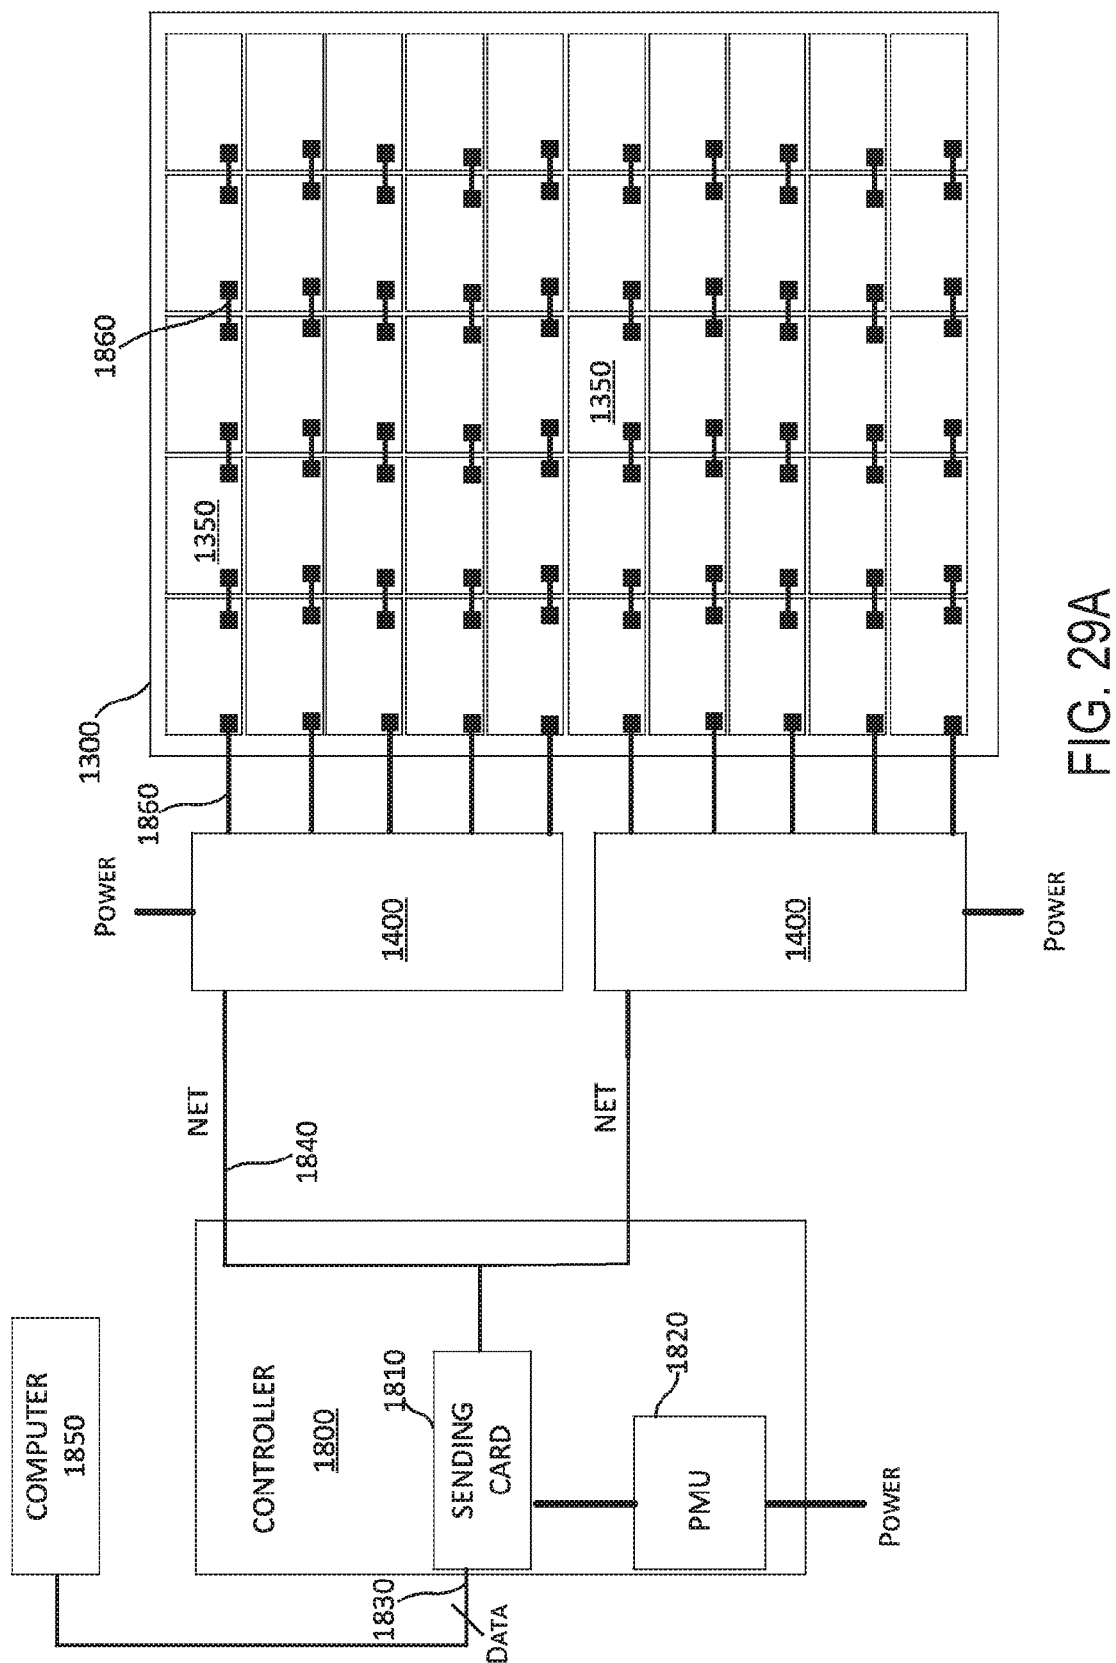 COMPUTER
1850
CONTROLLER
1800
1810
SENDING
CARD
1820
PMU
POWER
1830
DATA
NET
1840
NET
POWER
1400
1400
POWER
1860
1300
1350
1860
1350
FIG. 29A